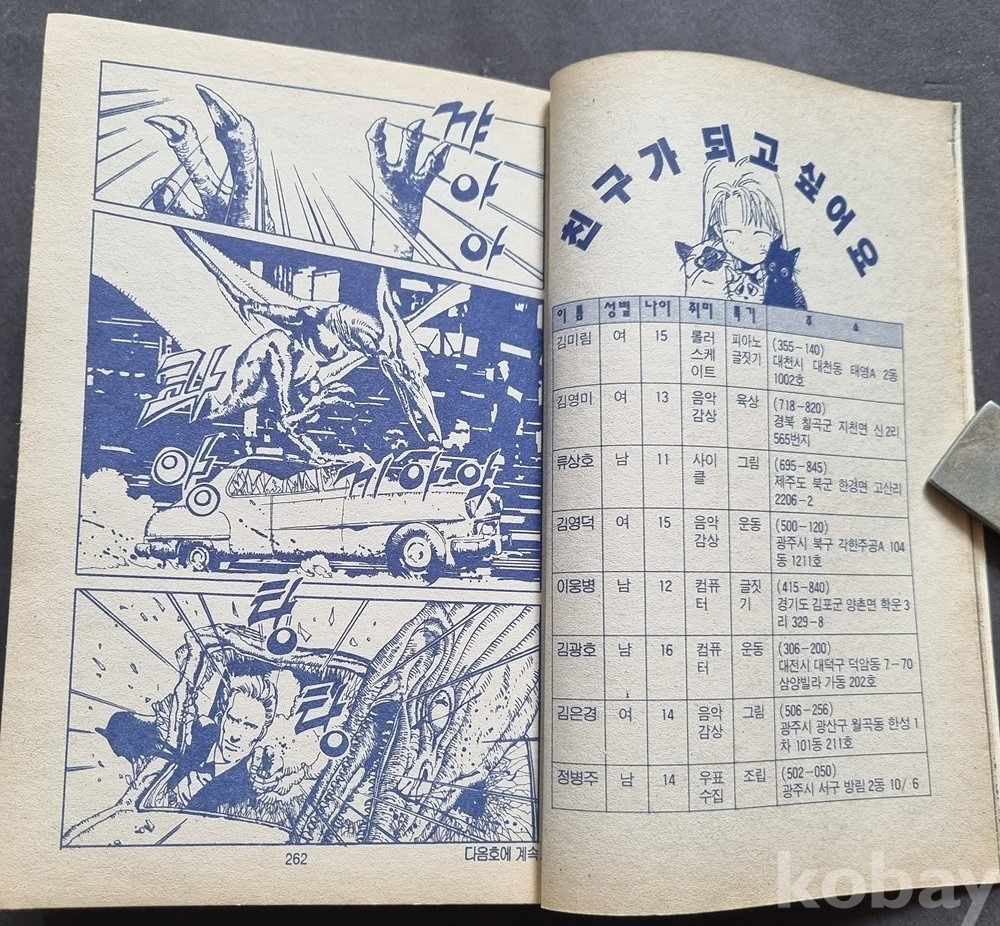 꺄
아
아
콰
아
앙
끼이이익
탕
탕
262
다음호에 계속..
친구가 되고 싶어요
이 름 성별 나이 취미 특기 주 소
김미림 여 15 롤러 스케 이트 피아노 글짓기 (355-140)
대천시 대천동 태영A 2동
1002호
김영미 여 13 음악 감상 육상 (718-820)
경북 칠곡군 지천면 신2리
565번지
류상호 남 11 사이 클 그림 (695-845)
제주도 북군 한경면 고산리
2206-2
김영덕 여 15 음악 감상 운동 (500-120)
광주시 북구 각한주공A 104
동 1211호
이웅병 남 12 컴퓨 터 글짓 기 (415-840)
경기도 김포군 양촌면 학운3
리 329-8
김광호 남 16 컴퓨 터 운동 (306-200)
대전시 대덕구 덕암동 7-70
삼양빌라 가동 202호
김은경 여 14 음악 감상 그림 (506-256)
광주시 광산구 월곡동 한성 1
차 101동 211호
정병주 남 14 우표 수집 조립 (502-050)
광주시 서구 방림2동 10/6
kobay